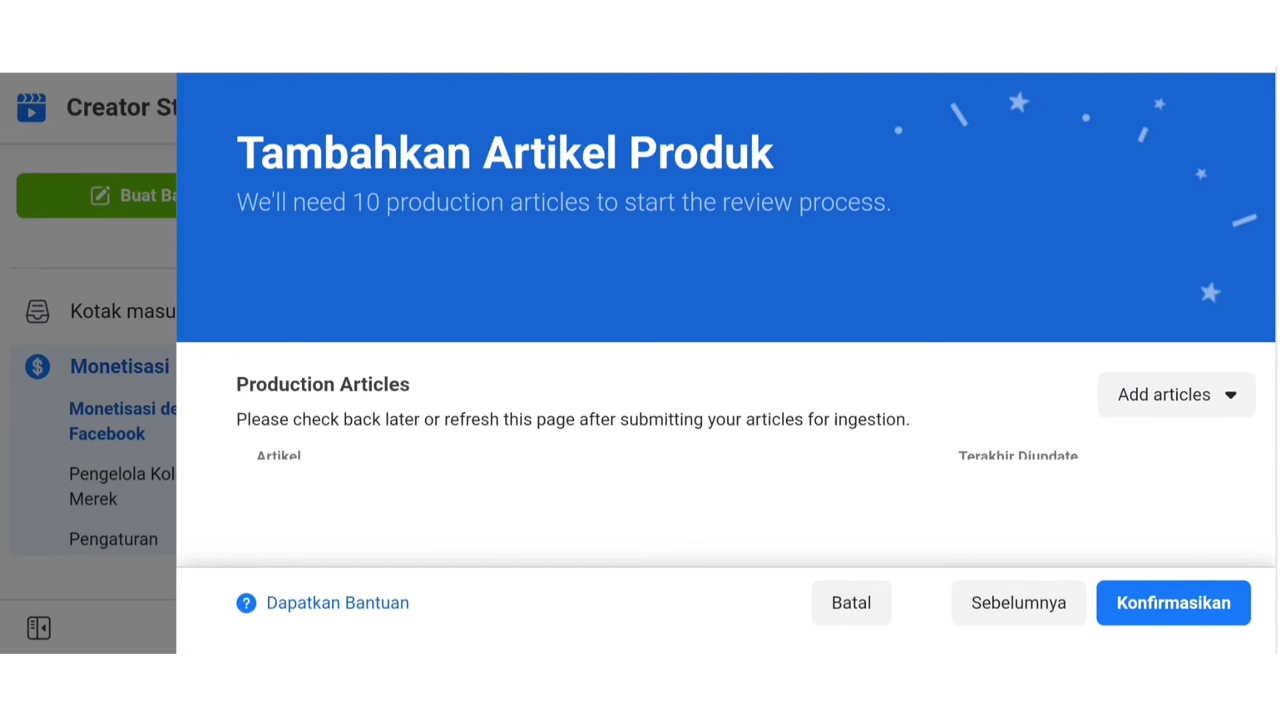 Creator St
Tambahkan Artikel Produk
We'll need 10 production articles to start the review process.
Buat Ba
Kotak masu
Monetisasi
Monetisasi de
Facebook
Pengelola Kol
Merek
Pengaturan
Production Articles
Please check back later or refresh this page after submitting your articles for ingestion.
Add articles
Artikel
Terakhir Diupdate
Dapatkan Bantuan
Batal
Sebelumnya
Konfirmasikan